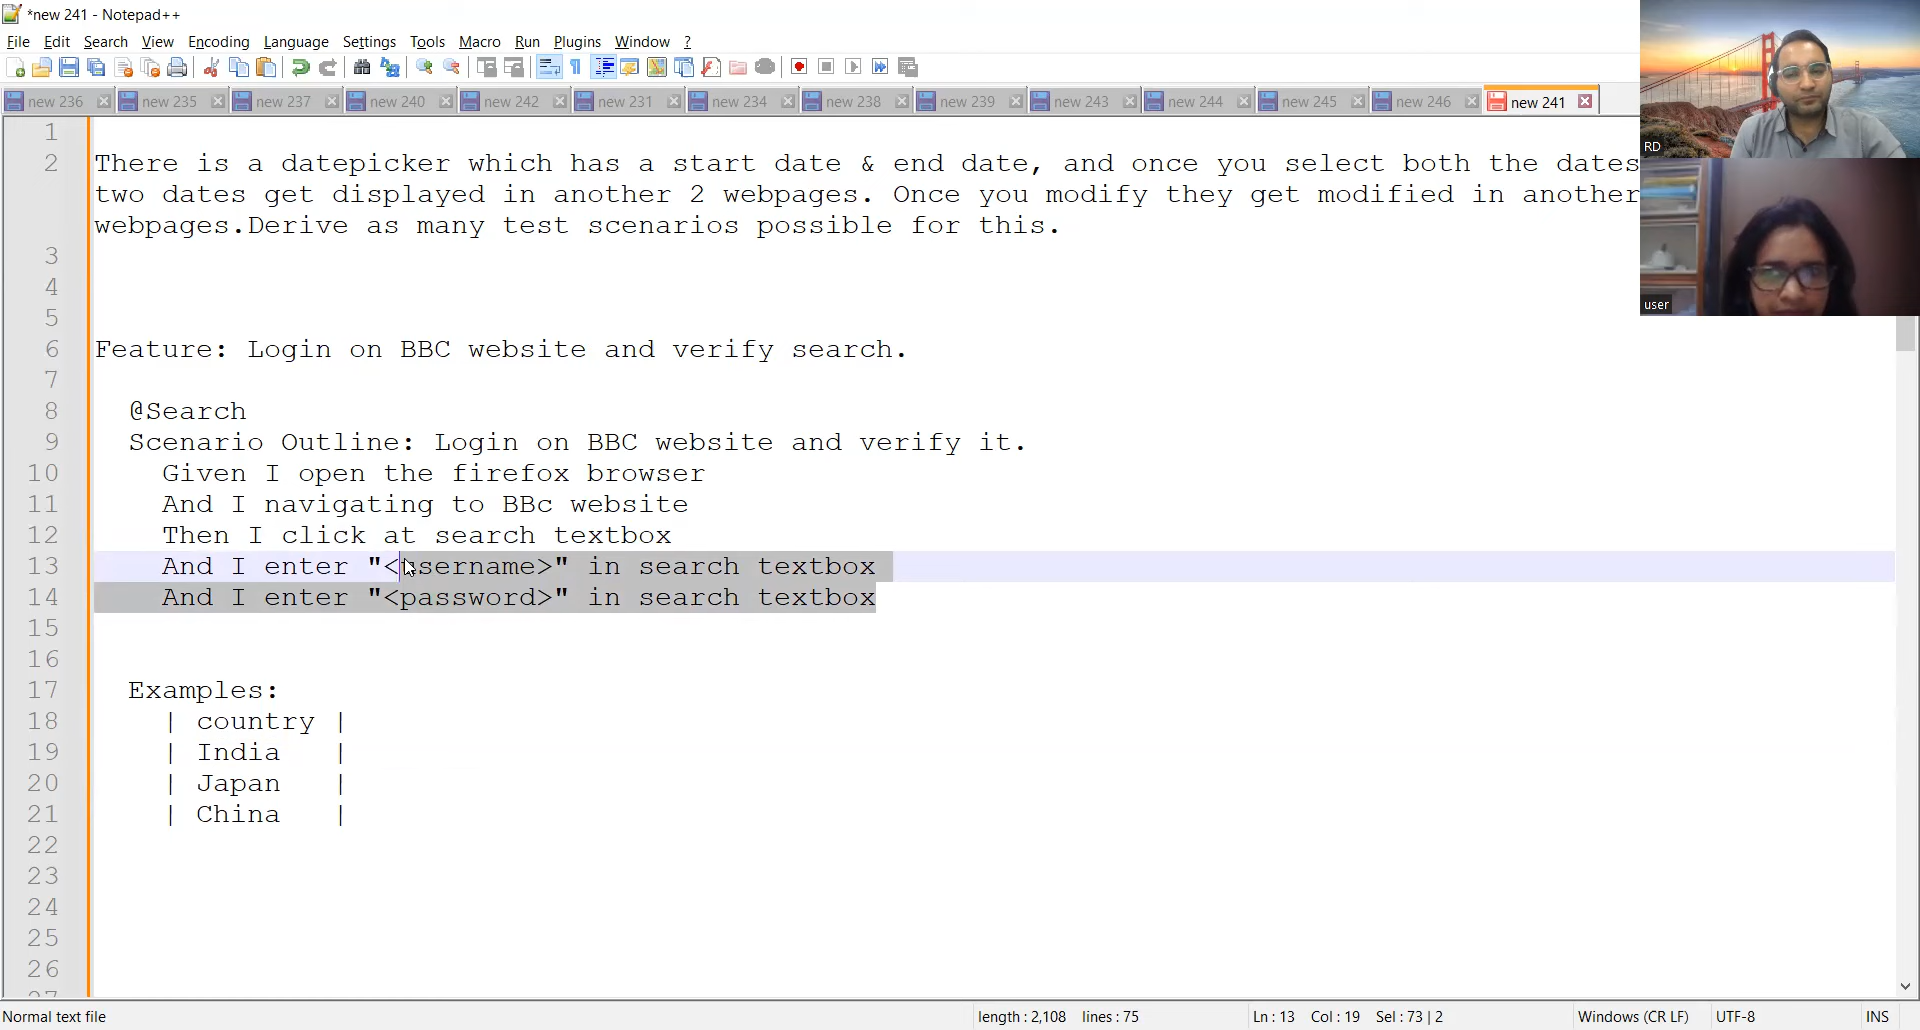 *new 241 - Notepad++
File Edit Search View Encoding Language Settings Tools Macro Run Plugins Window ?
new 236 new 235 new 237 new 240 new 242 new 231 new 234 new 238 new 239 new 243 new 244 new 245 new 246 new 241
RD
user
1
2 There is a datepicker which has a start date & end date, and once you select both the dates
two dates get displayed in another 2 webpages. Once you modify they get modified in another
webpages.Derive as many test scenarios possible for this.
3
4
5
6 Feature: Login on BBC website and verify search.
7
8 @Search
9 Scenario Outline: Login on BBC website and verify it.
10 Given I open the firefox browser
11 And I navigating to BBc website
12 Then I click at search textbox
13 And I enter "<username>" in search textbox
14 And I enter "<password>" in search textbox
15
16
17 Examples:
18 | country |
19 | India |
20 | Japan |
21 | China |
22
23
24
25
26
27
Normal text file length : 2,108 lines : 75 Ln : 13 Col : 19 Sel : 73 | 2 Windows (CR LF) UTF-8 INS